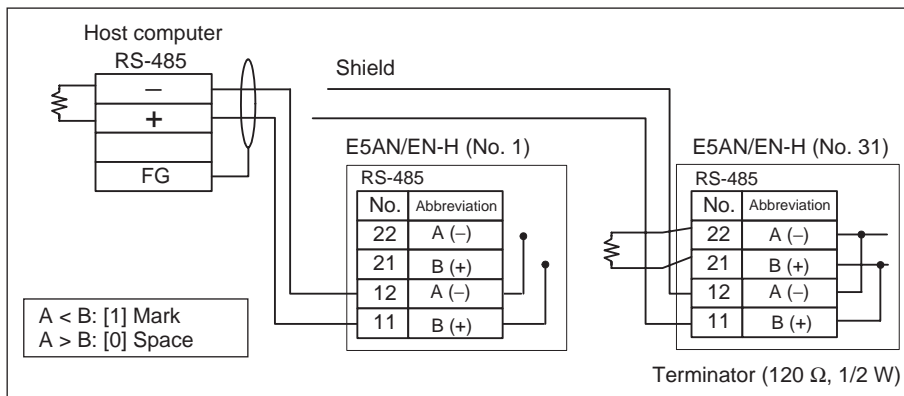 Host computer
RS-485
−
+
FG
Shield
E5AN/EN-H (No. 1)
RS-485
No. Abbreviation
22 A (−)
21 B (+)
12 A (−)
11 B (+)
E5AN/EN-H (No. 31)
RS-485
No. Abbreviation
22 A (−)
21 B (+)
12 A (−)
11 B (+)
A < B: [1] Mark
A > B: [0] Space
Terminator (120 Ω, 1/2 W)